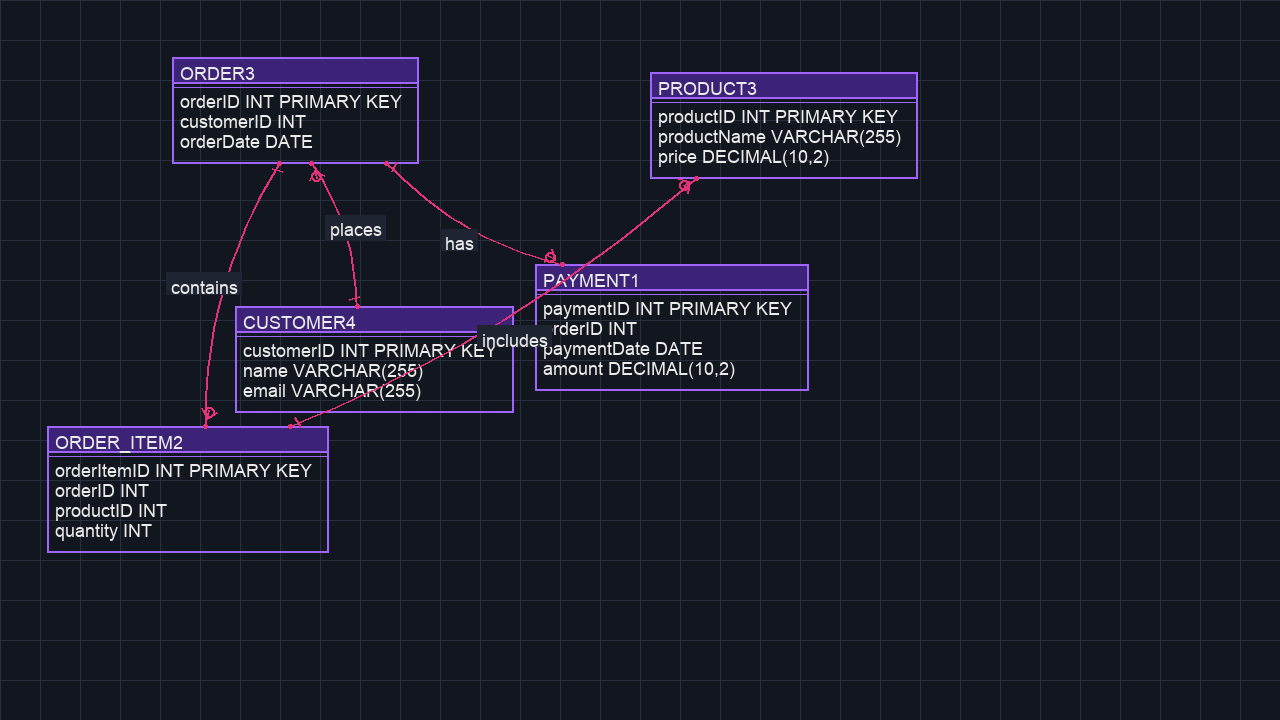 ORDER3
orderID INT PRIMARY KEY
customerID INT
orderDate DATE
PRODUCT3
productID INT PRIMARY KEY
productName VARCHAR(255)
price DECIMAL(10,2)
places
has
contains
PAYMENT1
paymentID INT PRIMARY KEY
rderID INT
paymentDate DATE
amount DECIMAL(10,2)
CUSTOMER4
customerID INT PRIMARY KEY
name VARCHAR(255)
email VARCHAR(255)
includes
ORDER_ITEM2
orderItemID INT PRIMARY KEY
orderID INT
productID INT
quantity INT